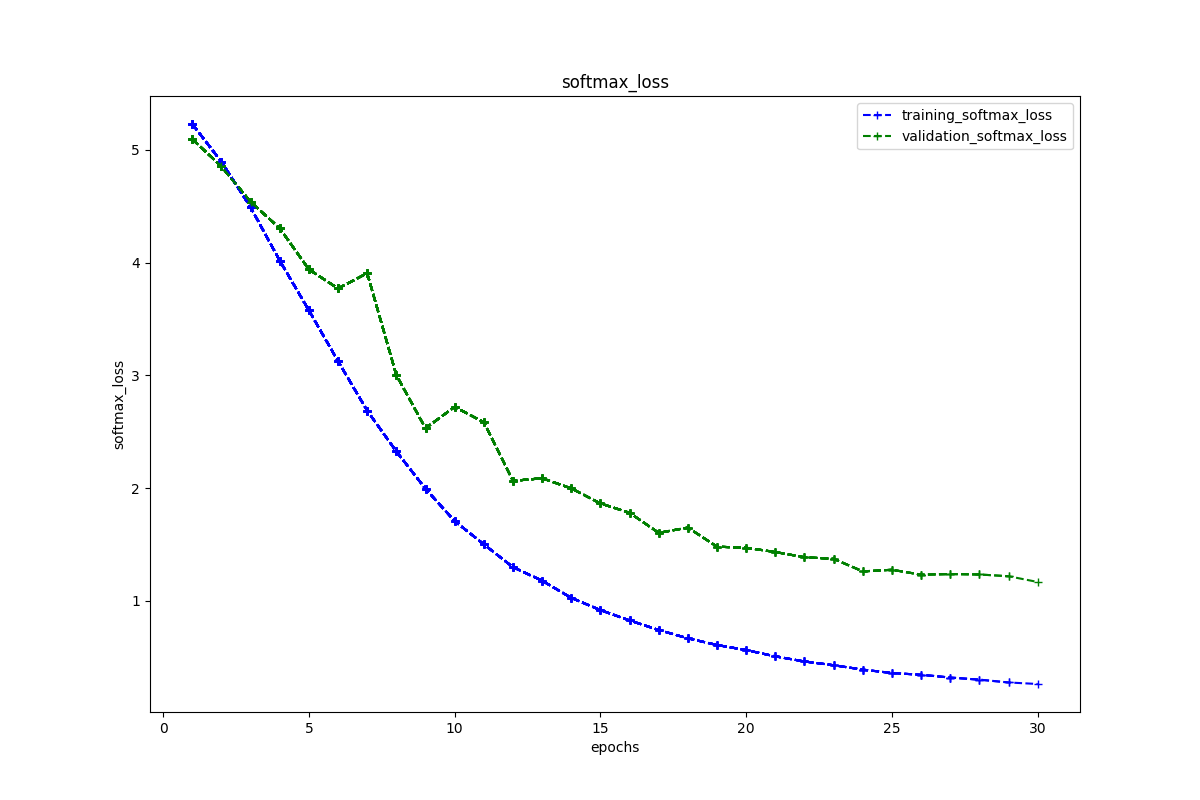 softmax_loss
training_softmax_loss
validation_softmax_loss
softmax_loss
5
4
3
2
1
0 5 10 15 20 25 30
epochs